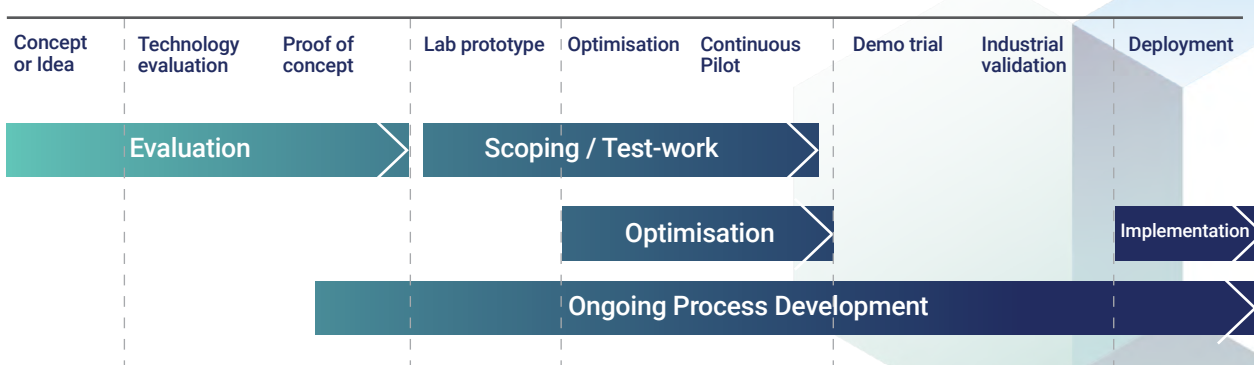 Concept
or Idea
Technology
evaluation
Proof of
concept
Lab prototype
Optimisation
Continuous
Pilot
Demo trial
Industrial
validation
Deployment
Evaluation
Scoping / Test-work
Optimisation
Implementation
Ongoing Process Development